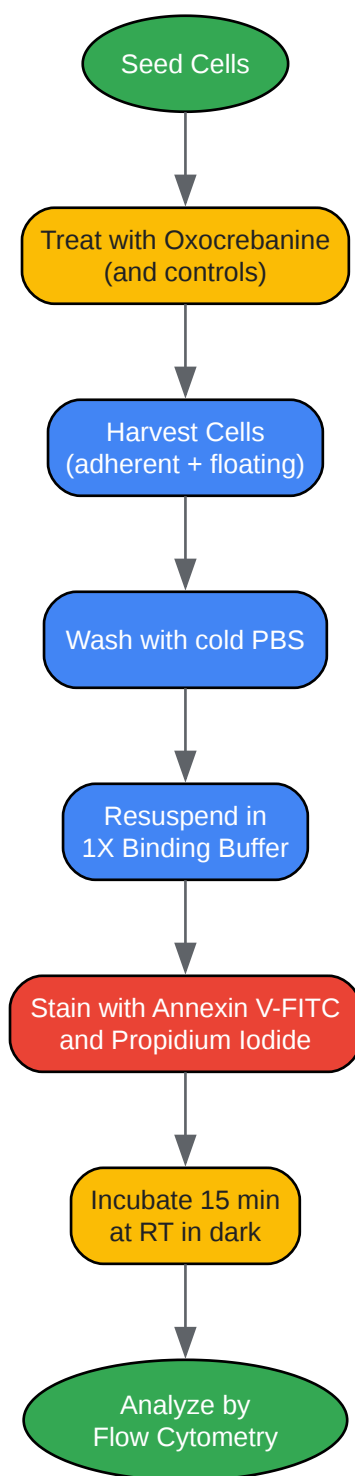 Seed Cells
Treat with Oxocrebanine
(and controls)
Harvest Cells
(adherent + floating)
Wash with cold PBS
Resuspend in
1X Binding Buffer
Stain with Annexin V-FITC
and Propidium Iodide
Incubate 15 min
at RT in dark
Analyze by
Flow Cytometry